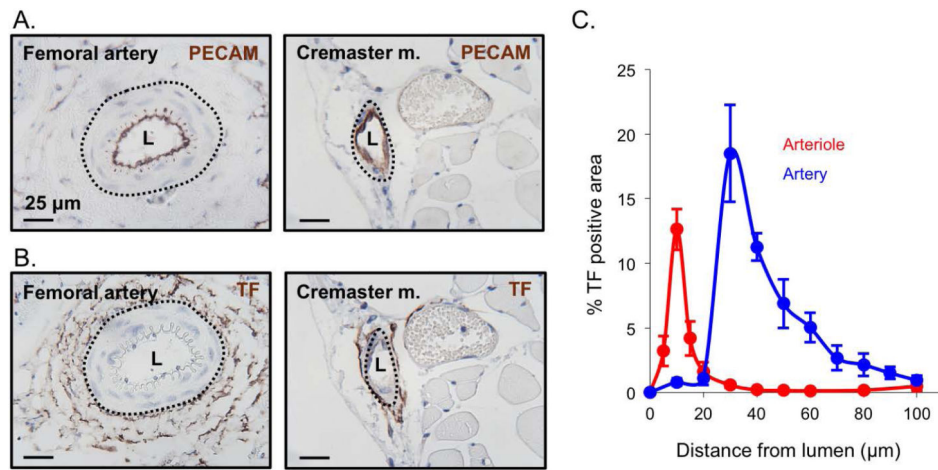 A.
Femoral artery PECAM
L
25 µm
Cremaster m. PECAM
L
B.
Femoral artery TF
L
Cremaster m. TF
L
C.
% TF positive area
25
20
15
10
5
0
Arteriole
Artery
0 20 40 60 80 100
Distance from lumen (µm)